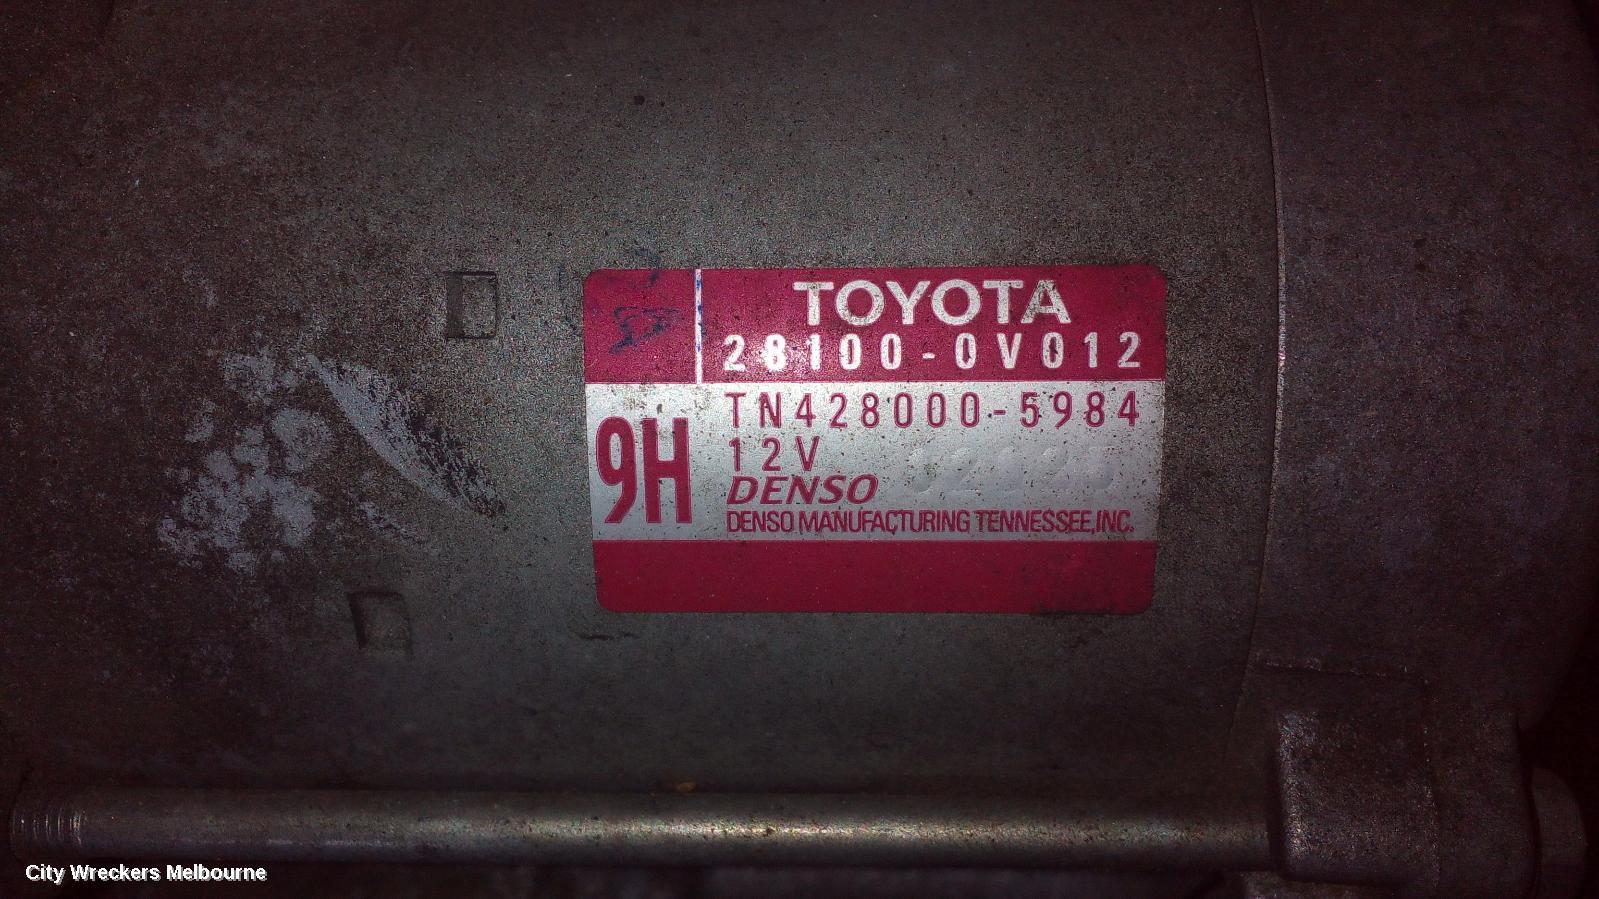 TOYOTA
28100-0V012
TN428000-5984
9H
12V
DENSO
DENSO MANUFACTURING TENNESSEE, INC.
City Wreckers Melbourne